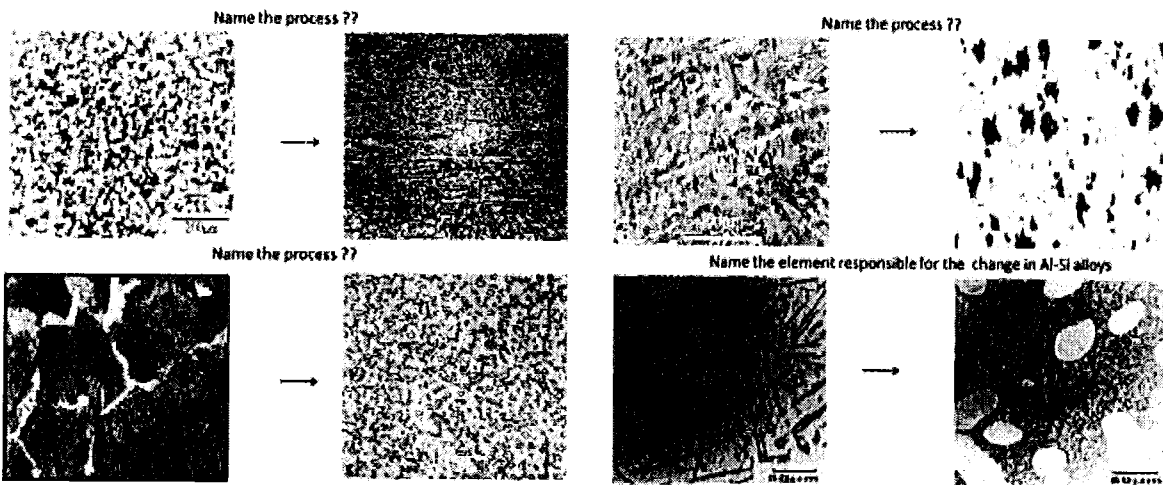 Name the process ??
Name the process ??
Name the process ??
Name the element responsible for the change in Al-Si alloys